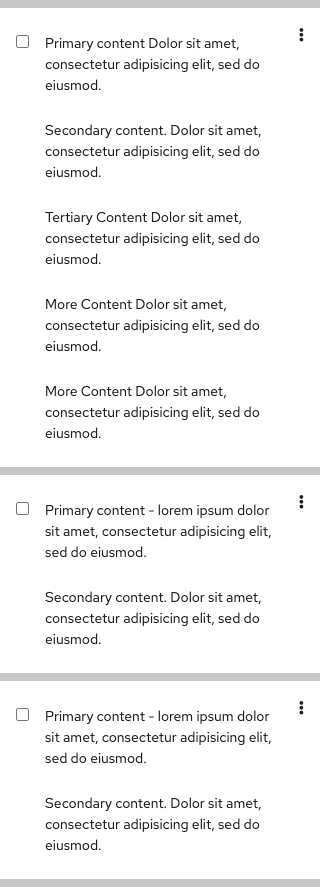 Primary content Dolor sit amet,
consectetur adipisicing elit, sed do
eiusmod.
Secondary content. Dolor sit amet,
consectetur adipisicing elit, sed do
eiusmod.
Tertiary Content Dolor sit amet,
consectetur adipisicing elit, sed do
eiusmod.
More Content Dolor sit amet,
consectetur adipisicing elit, sed do
eiusmod.
More Content Dolor sit amet,
consectetur adipisicing elit, sed do
eiusmod.
Primary content - lorem ipsum dolor
sit amet, consectetur adipisicing elit,
sed do eiusmod.
Secondary content. Dolor sit amet,
consectetur adipisicing elit, sed do
eiusmod.
Primary content - lorem ipsum dolor
sit amet, consectetur adipisicing elit,
sed do eiusmod.
Secondary content. Dolor sit amet,
consectetur adipisicing elit, sed do
eiusmod.